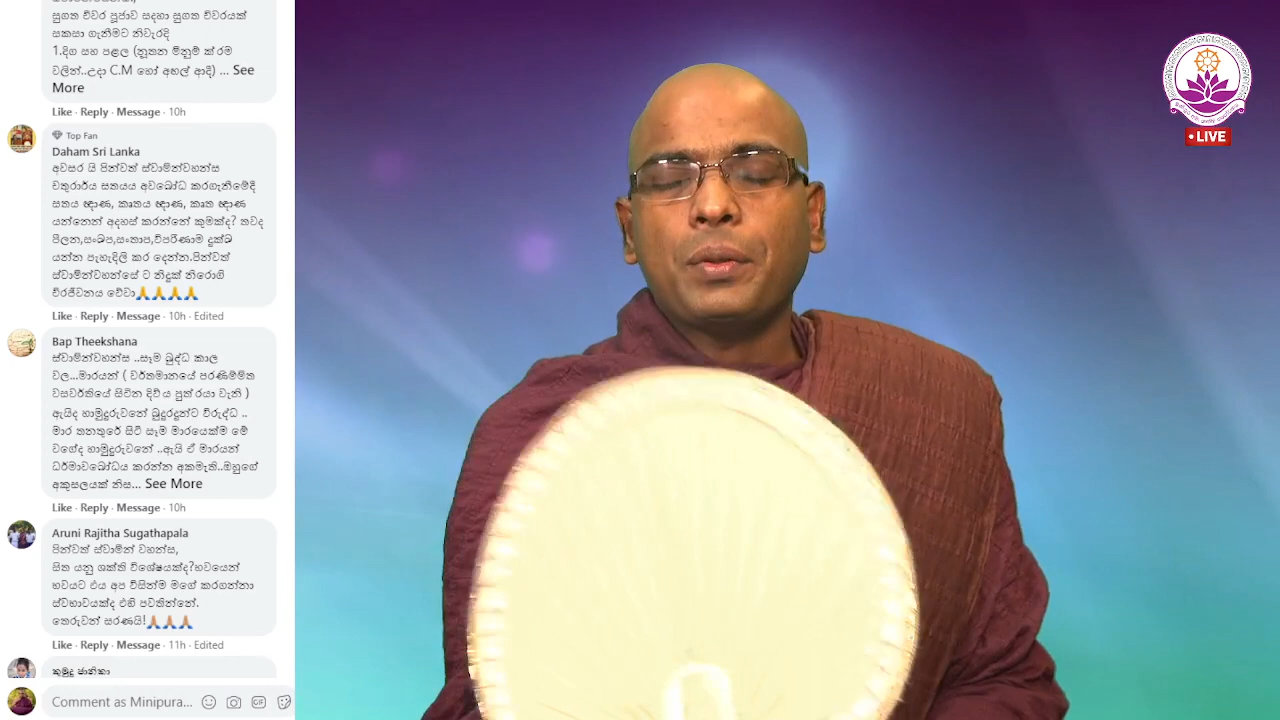 සුගත චීවර පූජාව සදහා සුගත චීවරයක්
සකසා ගැනීමට නිවැරදි
1.දිග සහ පළල (නූතන මිනුම් ක් රම
වලින්..උදා C.M හෝ අඟල් ආදී) ... See
More
Like · Reply · Message · 10h
Top Fan
Daham Sri Lanka
අවසර යි පින්වත් ස්වාමින්වහන්ස
චතුරාර්ය සත්‍යය අවබෝධ කරගැනීමේදී
සත්‍ය ඥාණ, කෘත්‍ය ඥාණ, කෘත ඥාණ
යන්නෙන් අදහස් කරන්නේ කුමක්ද? තවද
පීලන,සංඛප,සංතාප,විපරිණාම දුක්ඛ
යන්න පැහැදිලි කර දෙන්න.පින්වත්
ස්වාමින්වහන්සේ ට නිදුක් නිරොගි
චිරජීවනය වේවා🙏🙏🙏🙏
Like · Reply · Message · 10h · Edited
Bap Theekshana
ස්වාමින්වහන්ස ..සෑම බුද්ධ කාල
වල...මාරයන් ( වර්තමානයේ පරණිම්මිත
වසවර්තියේ සිටින දිව්‍ය පුත් රයා වැනි )
ඇයිද හාමුදුරුවනේ බුදුරදුන්ට විරුද්ධ ..
මාර තනතුරේ සිටි සෑම මාරයෙක්ම මේ
වගේද හාමුදුරුවනේ ..ඇයි ඒ මාරයන්
ධර්මාවබෝධය කරන්න අකමැති..ඔහුගේ
අකුසලයක් නිස... See More
Like · Reply · Message · 10h
Aruni Rajitha Sugathapala
පින්වත් ස්වාමින් වහන්ස,
සිත යනු ශක්ති විශේෂයක්ද?භවයෙන්
භවයට එය අප විසින්ම මගේ කරගන්නා
ස්වභාවයක්ද එහි පවතින්නේ.
තෙරුවන් සරණයි!🙏🙏🙏
Like · Reply · Message · 11h · Edited
කුමුදු ජානිකා
Comment as Minipura...
LIVE